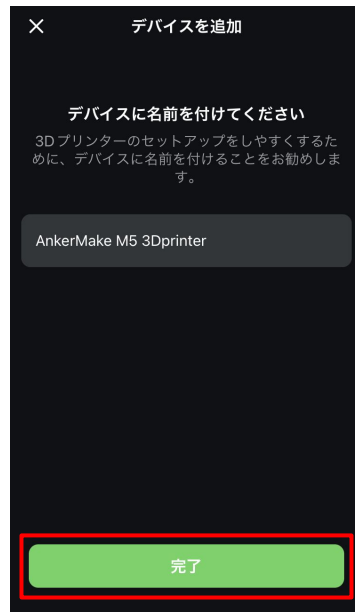 デバイスを追加
デバイスに名前を付けてください
3Dプリンターのセットアップをしやすくするた
めに、デバイスに名前を付けることをお勧めしま
す。
AnkerMake M5 3Dprinter
完了